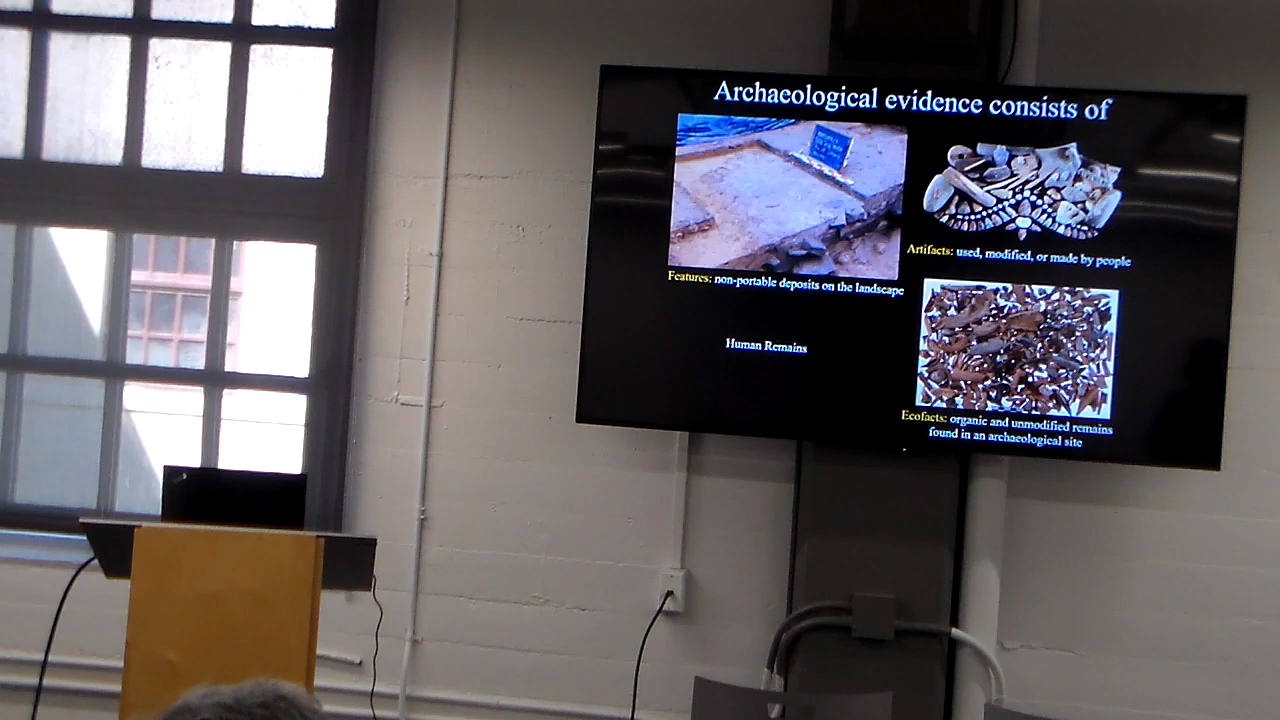 Archaeological evidence consists of
Features: non-portable deposits on the landscape
Artifacts: used, modified, or made by people
Human Remains
Ecofacts: organic and unmodified remains
found in an archaeological site